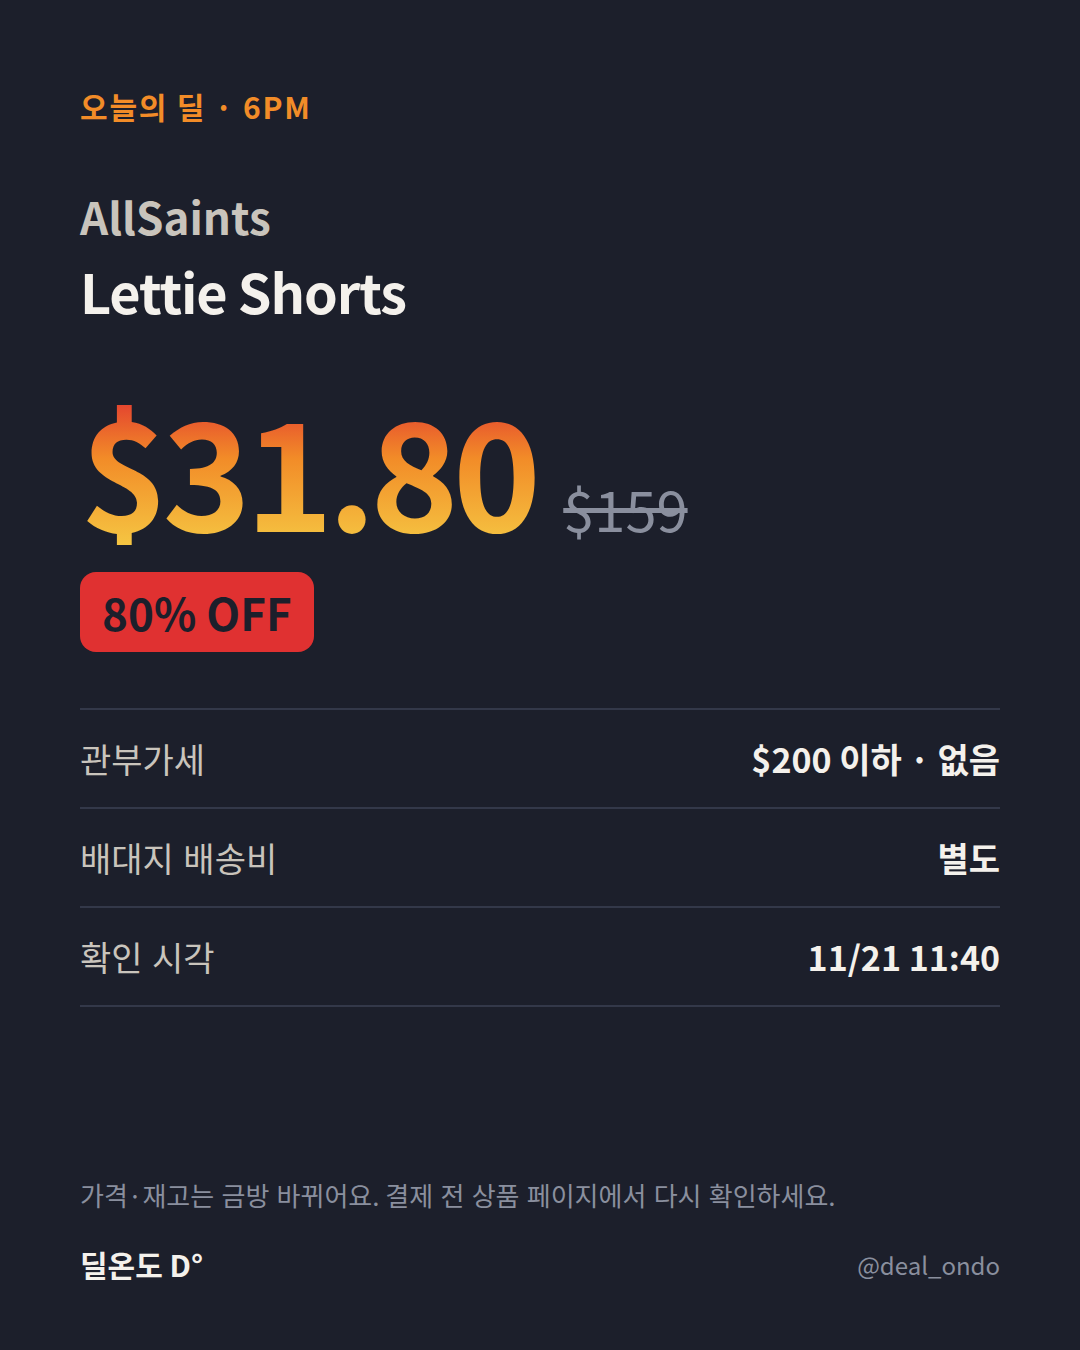 오늘의 딜 · 6PM
AllSaints
Lettie Shorts
$31.80 $159
80% OFF
관부가세 $200 이하 · 없음
배대지 배송비 별도
확인 시각 11/21 11:40
가격·재고는 금방 바뀌어요. 결제 전 상품 페이지에서 다시 확인하세요.
딜온도 D° @deal_ondo